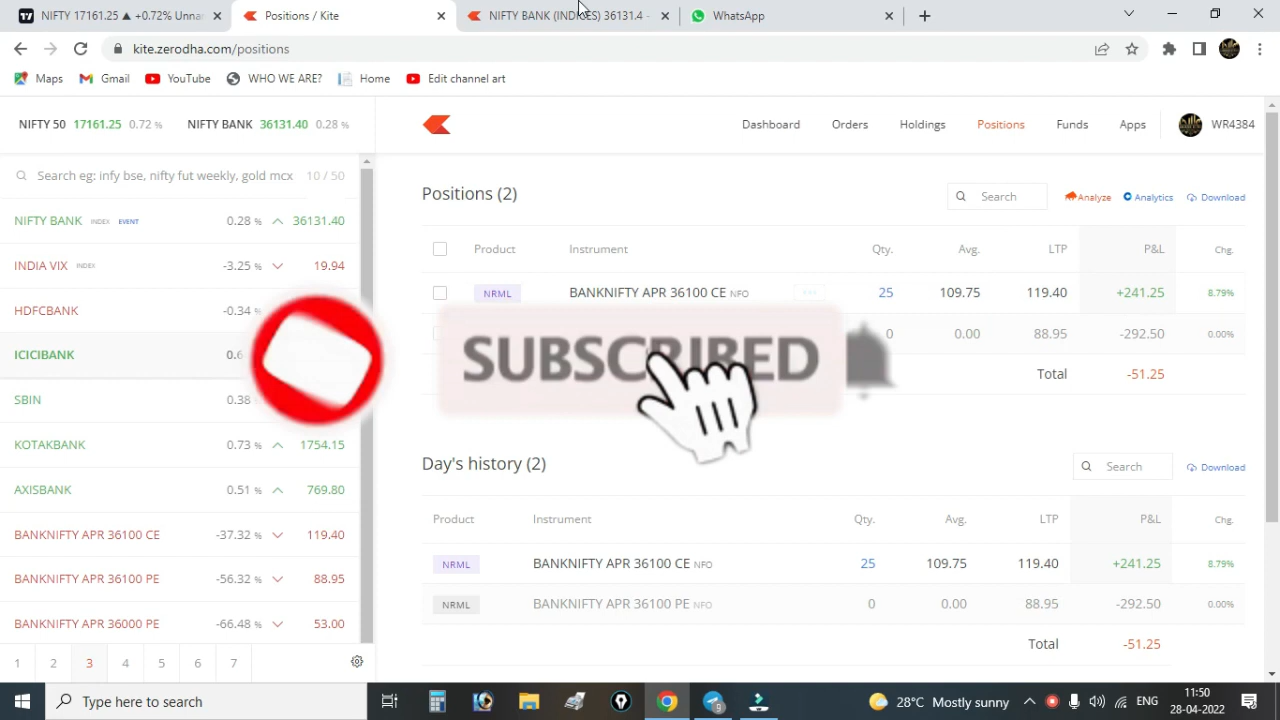 NIFTY 17161.25 ▲ +0.72% Unna
Positions / Kite
NIFTY BANK (INDICES) 36131.4 -
WhatsApp
kite.zerodha.com/positions
Maps
Gmail
YouTube
WHO WE ARE?
Home
Edit channel art
NIFTY 50 17161.25 0.72 %
NIFTY BANK 36131.40 0.28 %
Dashboard
Orders
Holdings
Positions
Funds
Apps
WR4384
Search eg: infy bse, nifty fut weekly, gold mcx 10 / 50
NIFTY BANK INDEX EVENT 0.28 % 36131.40
INDIA VIX INDEX -3.25 % 19.94
HDFCBANK -0.34
ICICIBANK 0.6
SBIN 0.38
KOTAKBANK 0.73 % 1754.15
AXISBANK 0.51 % 769.80
BANKNIFTY APR 36100 CE -37.32 % 119.40
BANKNIFTY APR 36100 PE -56.32 % 88.95
BANKNIFTY APR 36000 PE -66.48 % 53.00
1 2 3 4 5 6 7
Positions (2)
Search
Analyze
Analytics
Download
Product Instrument Qty. Avg. LTP P&L Chg.
NRML BANKNIFTY APR 36100 CE NFO ··· 25 109.75 119.40 +241.25 8.79%
0 0.00 88.95 -292.50 0.00%
Total -51.25
SUBSCRIBED
Day's history (2)
Search
Download
Product Instrument Qty. Avg. LTP P&L Chg.
NRML BANKNIFTY APR 36100 CE NFO 25 109.75 119.40 +241.25 8.79%
NRML BANKNIFTY APR 36100 PE NFO 0 0.00 88.95 -292.50 0.00%
Total -51.25
Type here to search
28°C Mostly sunny
ENG
11:50
28-04-2022